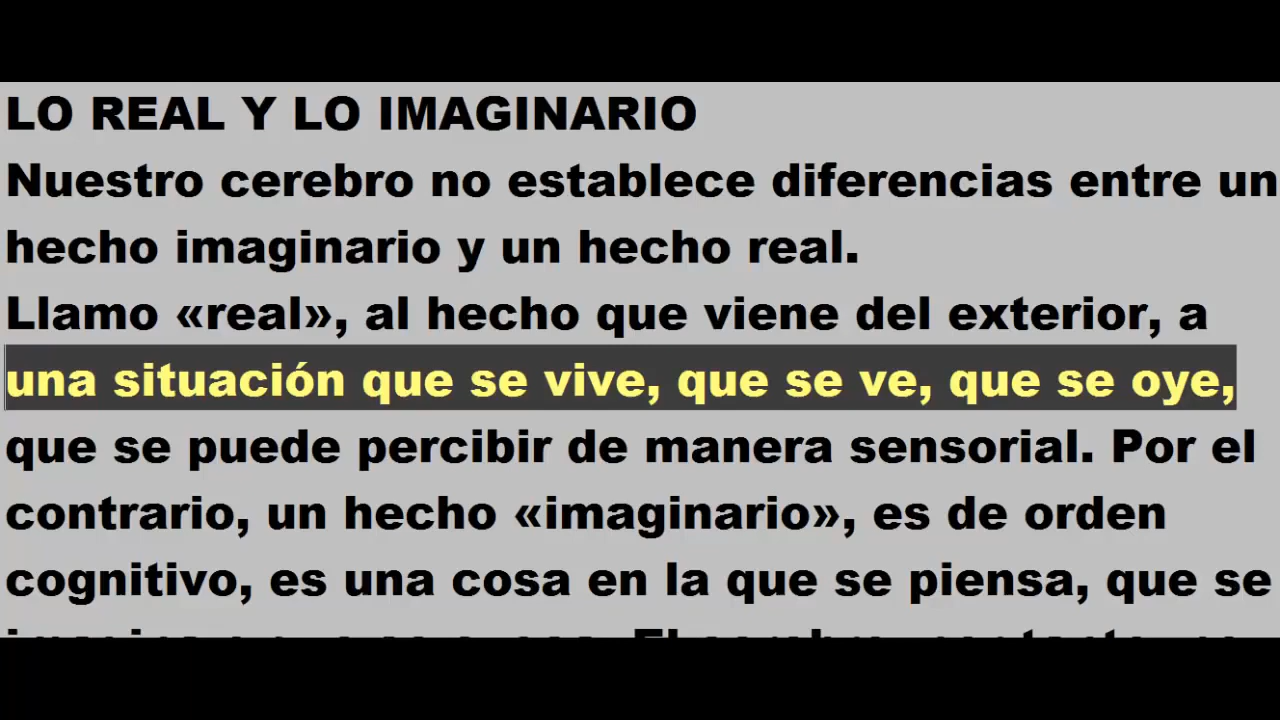 LO REAL Y LO IMAGINARIO
Nuestro cerebro no establece diferencias entre un
hecho imaginario y un hecho real.
Llamo «real», al hecho que viene del exterior, a
una situación que se vive, que se ve, que se oye,
que se puede percibir de manera sensorial. Por el
contrario, un hecho «imaginario», es de orden
cognitivo, es una cosa en la que se piensa, que se